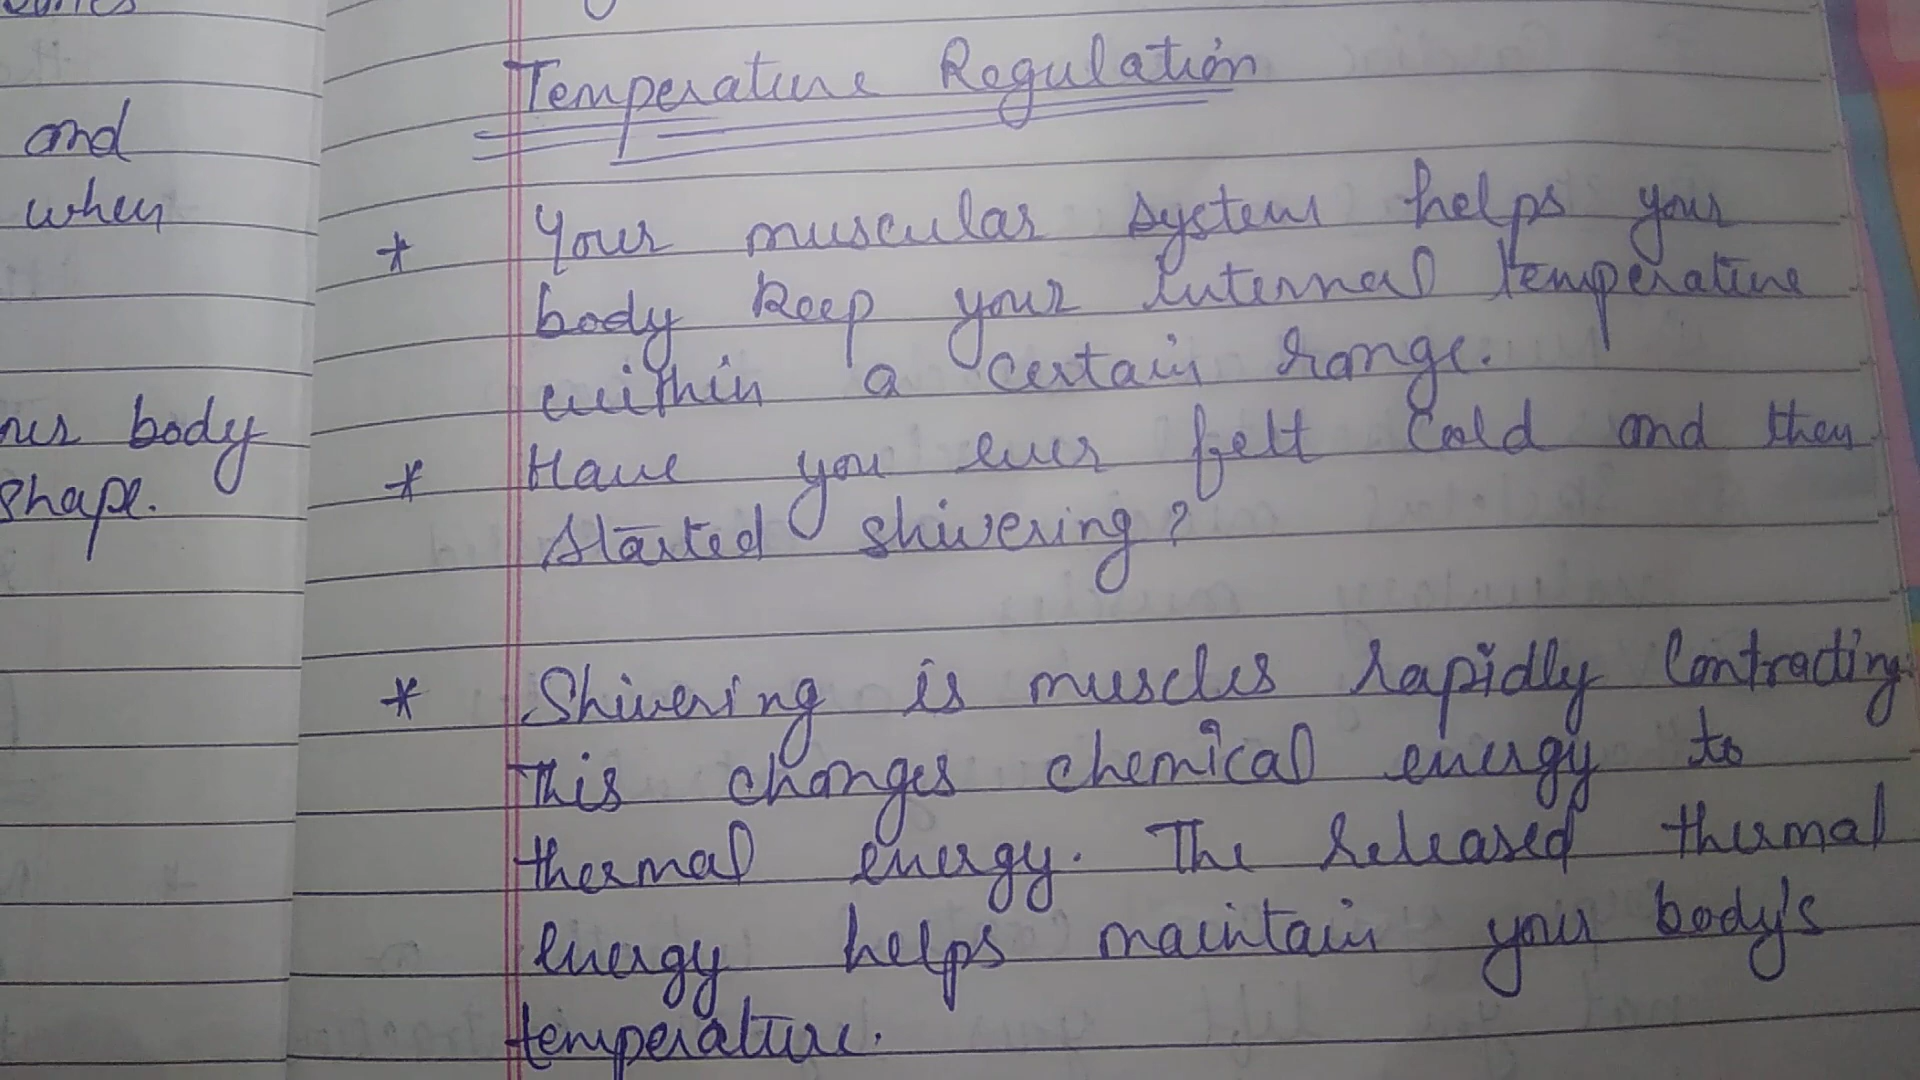 and
when
body
shape.
Temperature Regulation
* Your muscular system helps your
body keep your internal temperature
within a certain range.
* Have you ever felt cold and then
started shivering?
* Shivering is muscles rapidly contracting.
This changes chemical energy to
thermal energy. The released thermal
energy helps maintain your body's
temperature.